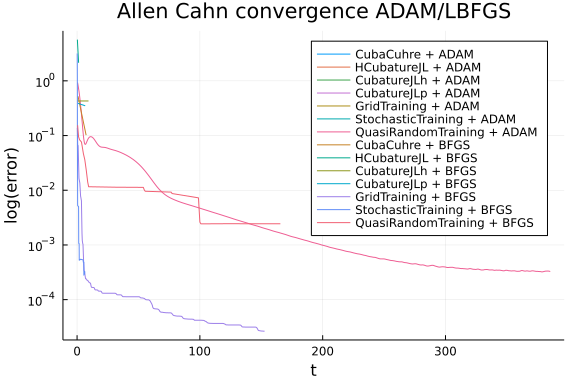 Allen Cahn convergence ADAM/LBFGS
CubaCuhre + ADAM
HCubatureJL + ADAM
CubatureJLh + ADAM
CubatureJLp + ADAM
GridTraining + ADAM
StochasticTraining + ADAM
QuasiRandomTraining + ADAM
CubaCuhre + BFGS
HCubatureJL + BFGS
CubatureJLh + BFGS
CubatureJLp + BFGS
GridTraining + BFGS
StochasticTraining + BFGS
QuasiRandomTraining + BFGS
log(error)
10⁰
10⁻¹
10⁻²
10⁻³
10⁻⁴
0 100 200 300
t